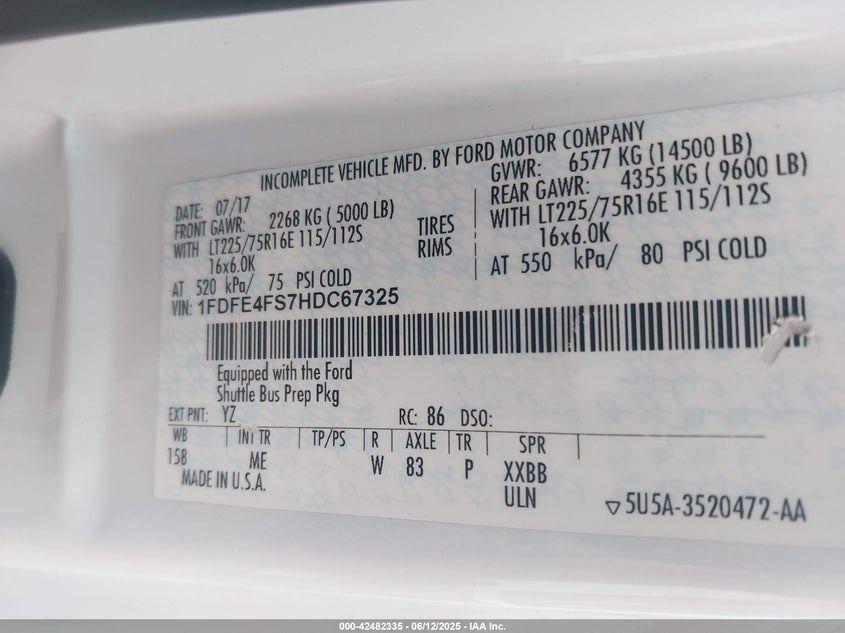 INCOMPLETE VEHICLE MFD. BY FORD MOTOR COMPANY
DATE: 07/17
GVWR: 6577 KG (14500 LB)
FRONT GAWR: 2268 KG ( 5000 LB)
REAR GAWR: 4355 KG ( 9600 LB)
WITH LT225/75R16E 115/112S
TIRES
WITH LT225/75R16E 115/112S
16x6.0K
RIMS
16x6.0K
AT 520 kPa/ 75 PSI COLD
AT 550 kPa/ 80 PSI COLD
VIN: 1FDFE4FS7HDC67325
Equipped with the Ford
Shuttle Bus Prep Pkg
EXT PNT: YZ RC: 86 DSO:
WB INT TR TP/PS R AXLE TR SPR
158 ME W 83 P XXBB
MADE IN U.S.A. ULN
▽5U5A-3520472-AA
000-42482335 - 06/12/2025 - IAA Inc.